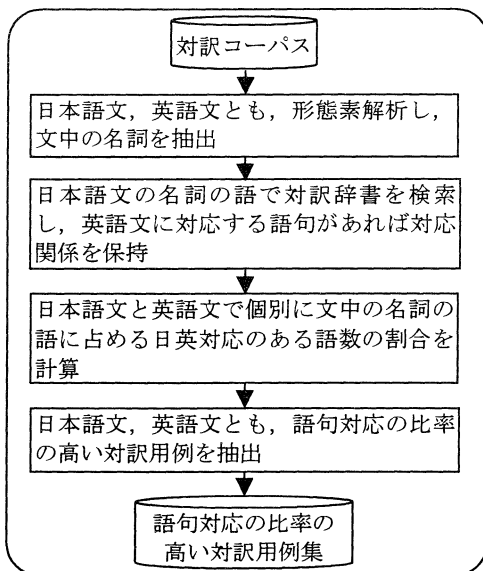 対訳コーパス
日本語文，英語文とも，形態素解析し，
文中の名詞を抽出
日本語文の名詞の語で対訳辞書を検索
し，英語文に対応する語句があれば対応
関係を保持
日本語文と英語文で個別に文中の名詞の
語に占める日英対応のある語数の割合を
計算
日本語文，英語文とも，語句対応の比率
の高い対訳用例を抽出
語句対応の比率の
高い対訳用例集